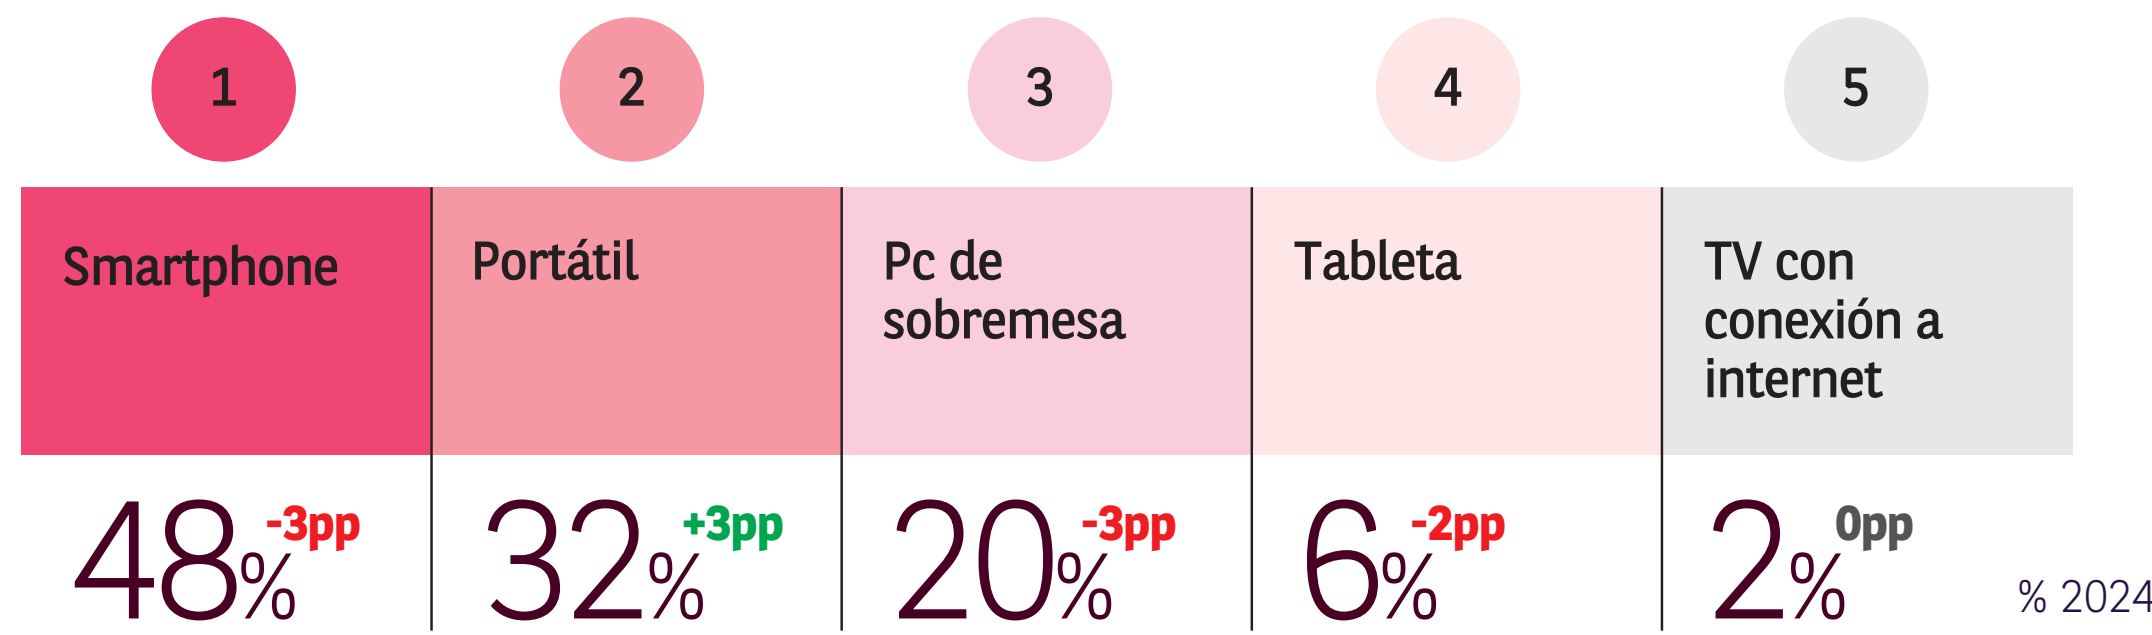 1
2
3
4
5
Smartphone
Portátil
Pc de
sobremesa
Tableta
TV con
conexión a
internet
48% -3pp
32% +3pp
20% -3pp
6% -2pp
2% 0pp
% 2024